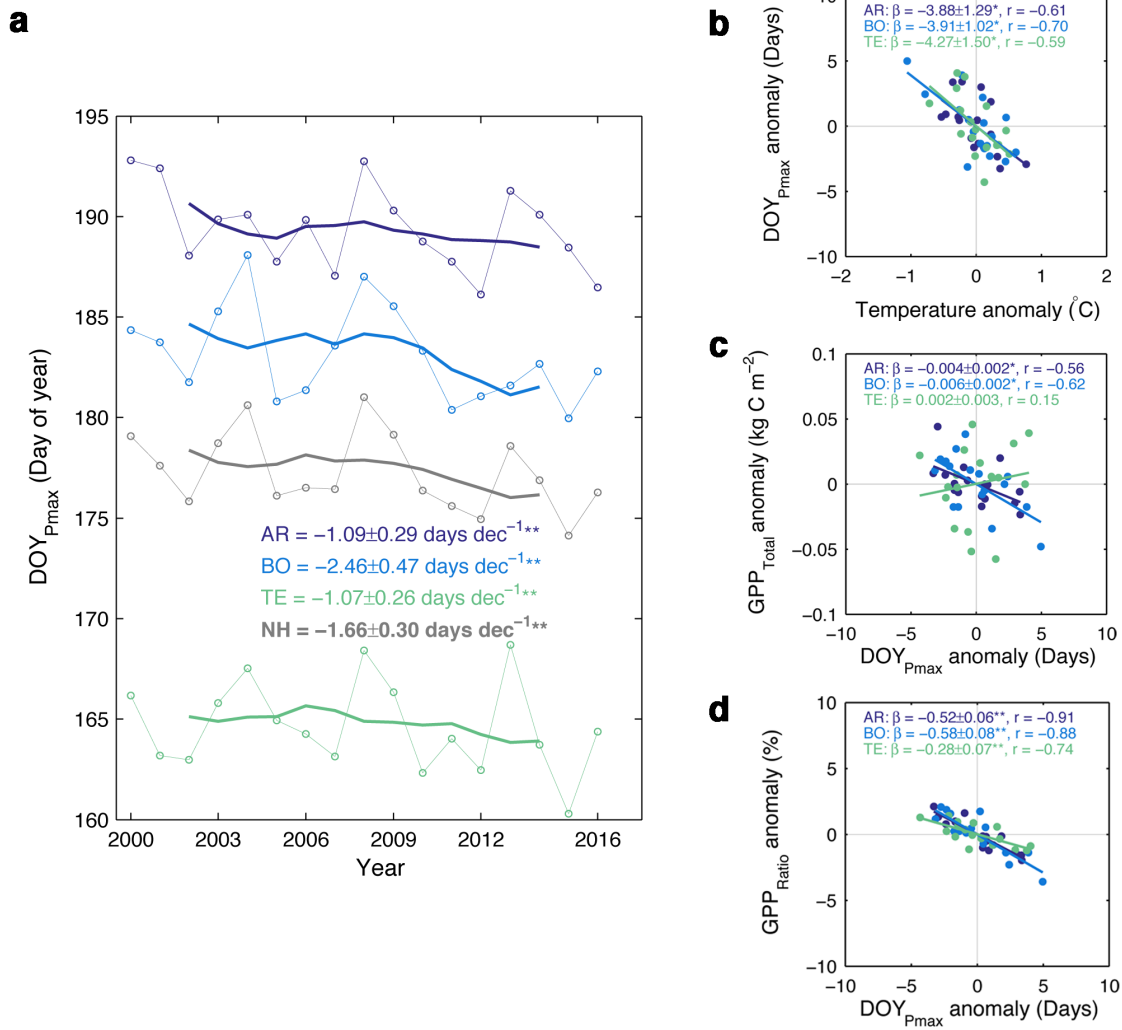 a
195
190
185
180
175
170
165
160
DOYPmax (Day of year)
AR = −1.09±0.29 days dec−1**
BO = −2.46±0.47 days dec−1**
TE = −1.07±0.26 days dec−1**
NH = −1.66±0.30 days dec−1**
2000 2003 2006 2009 2012 2016
Year
b
AR: β = −3.88±1.29*, r = −0.61
BO: β = −3.91±1.02*, r = −0.70
TE: β = −4.27±1.50*, r = −0.59
5
0
−5
−10
DOYPmax anomaly (Days)
−2 −1 0 1 2
Temperature anomaly (°C)
c
AR: β = −0.004±0.002*, r = −0.56
BO: β = −0.006±0.002*, r = −0.62
TE: β = 0.002±0.003, r = 0.15
0.1
0.05
0
−0.05
−0.1
GPPTotal anomaly (kg C m−2)
−10 −5 0 5 10
DOYPmax anomaly (Days)
d
AR: β = −0.52±0.06**, r = −0.91
BO: β = −0.58±0.08**, r = −0.88
TE: β = −0.28±0.07**, r = −0.74
10
5
0
−5
−10
GPPRatio anomaly (%)
−10 −5 0 5 10
DOYPmax anomaly (Days)